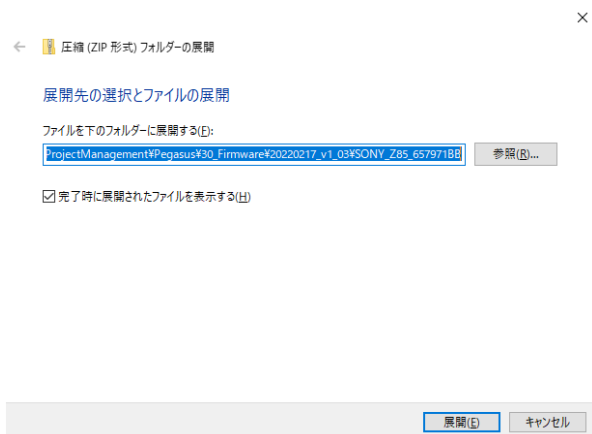 圧縮 (ZIP 形式) フォルダーの展開
展開先の選択とファイルの展開
ファイルを下のフォルダーに展開する(F):
ProjectManagement¥Pegasus¥30_Firmware¥20220217_v1_03¥SONY_Z85_657971BB
参照(R)...
完了時に展開されたファイルを表示する(H)
展開(E)
キャンセル